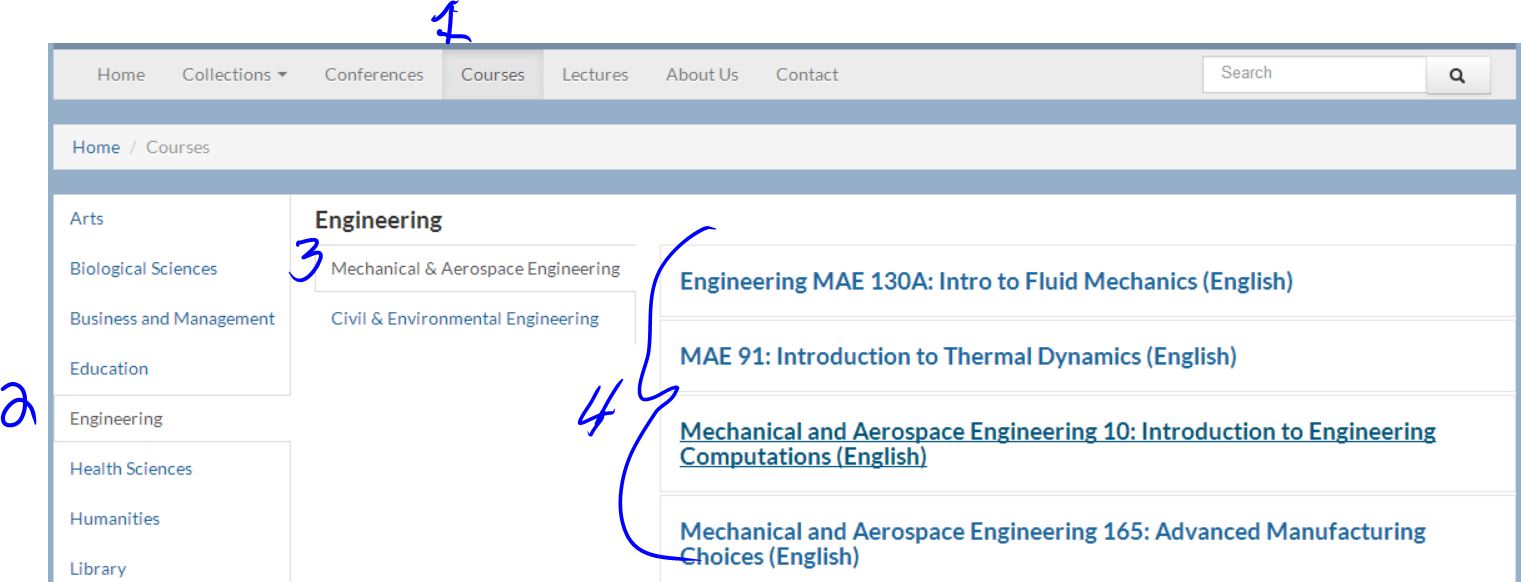 1
Home Collections Conferences Courses Lectures About Us Contact Search
Home / Courses
Arts
Biological Sciences
Business and Management
Education
2
Engineering
Health Sciences
Humanities
Library
Engineering
3
Mechanical & Aerospace Engineering
Civil & Environmental Engineering
4
Engineering MAE 130A: Intro to Fluid Mechanics (English)
MAE 91: Introduction to Thermal Dynamics (English)
Mechanical and Aerospace Engineering 10: Introduction to Engineering
Computations (English)
Mechanical and Aerospace Engineering 165: Advanced Manufacturing
Choices (English)